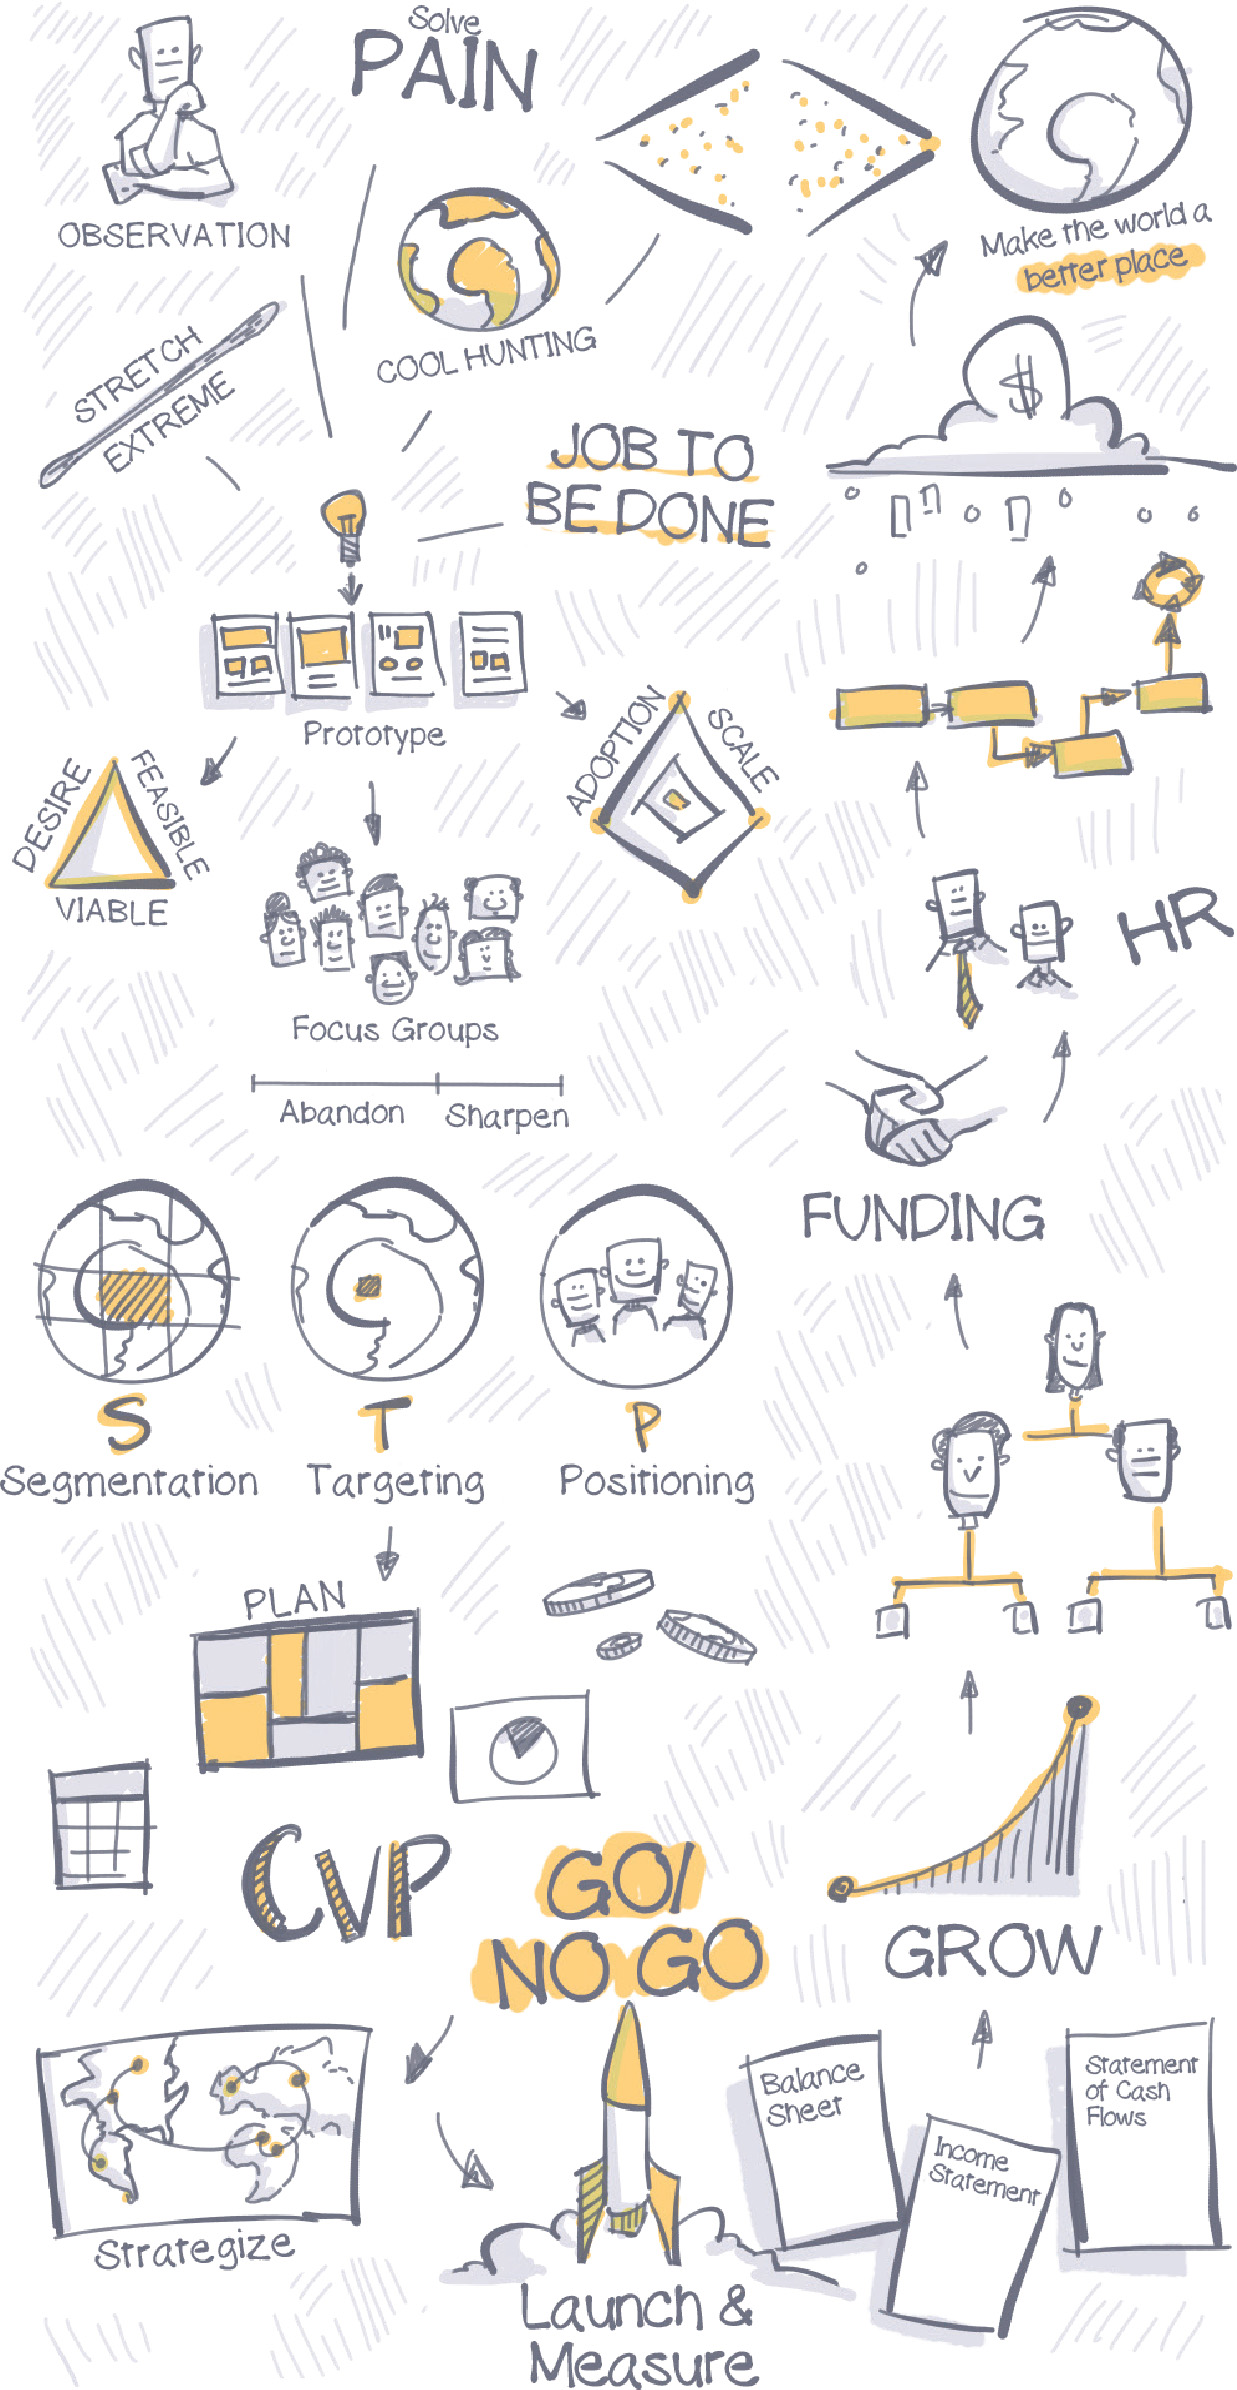 Solve
PAIN
OBSERVATION
COOL HUNTING
Make the world a
better place
STRETCH
EXTREME
$
JOB TO
BE DONE
Prototype
DESIRE
FEASIBLE
VIABLE
ADOPTION
SCALE
Focus Groups
Abandon
Sharpen
HR
FUNDING
S
T
P
Segmentation
Targeting
Positioning
PLAN
CVP
GO/
NO GO
GROW
Strategize
Launch &
Measure
Balance
Sheet
Income
Statement
Statement
of Cash
Flows